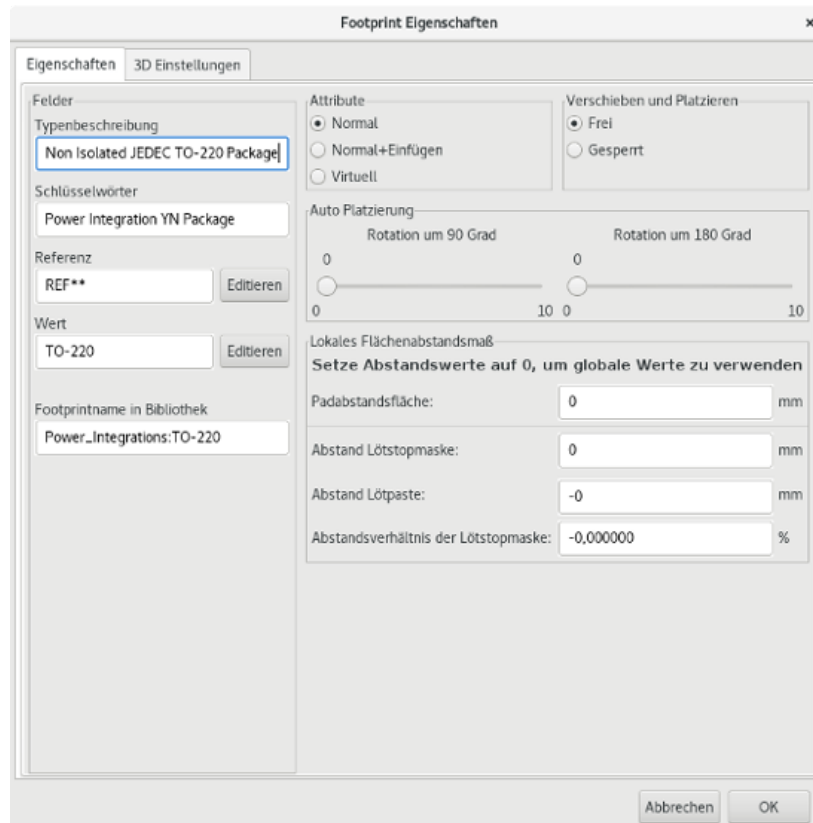 Footprint Eigenschaften
×
Eigenschaften
3D Einstellungen
Felder
Typenbeschreibung
Non Isolated JEDEC TO-220 Package
Schlüsselwörter
Power Integration YN Package
Referenz
REF**
Editieren
Wert
TO-220
Editieren
Footprintname in Bibliothek
Power_Integrations:TO-220
Attribute
Normal
Normal+Einfügen
Virtuell
Verschieben und Platzieren
Frei
Gesperrt
Auto Platzierung
Rotation um 90 Grad
0
0 10
Rotation um 180 Grad
0
0 10
Lokales Flächenabstandsmaß
Setze Abstandswerte auf 0, um globale Werte zu verwenden
Padabstandsfläche: 0 mm
Abstand Lötstopmaske: 0 mm
Abstand Lötpaste: -0 mm
Abstandsverhältnis der Lötstopmaske: -0,000000 %
Abbrechen
OK